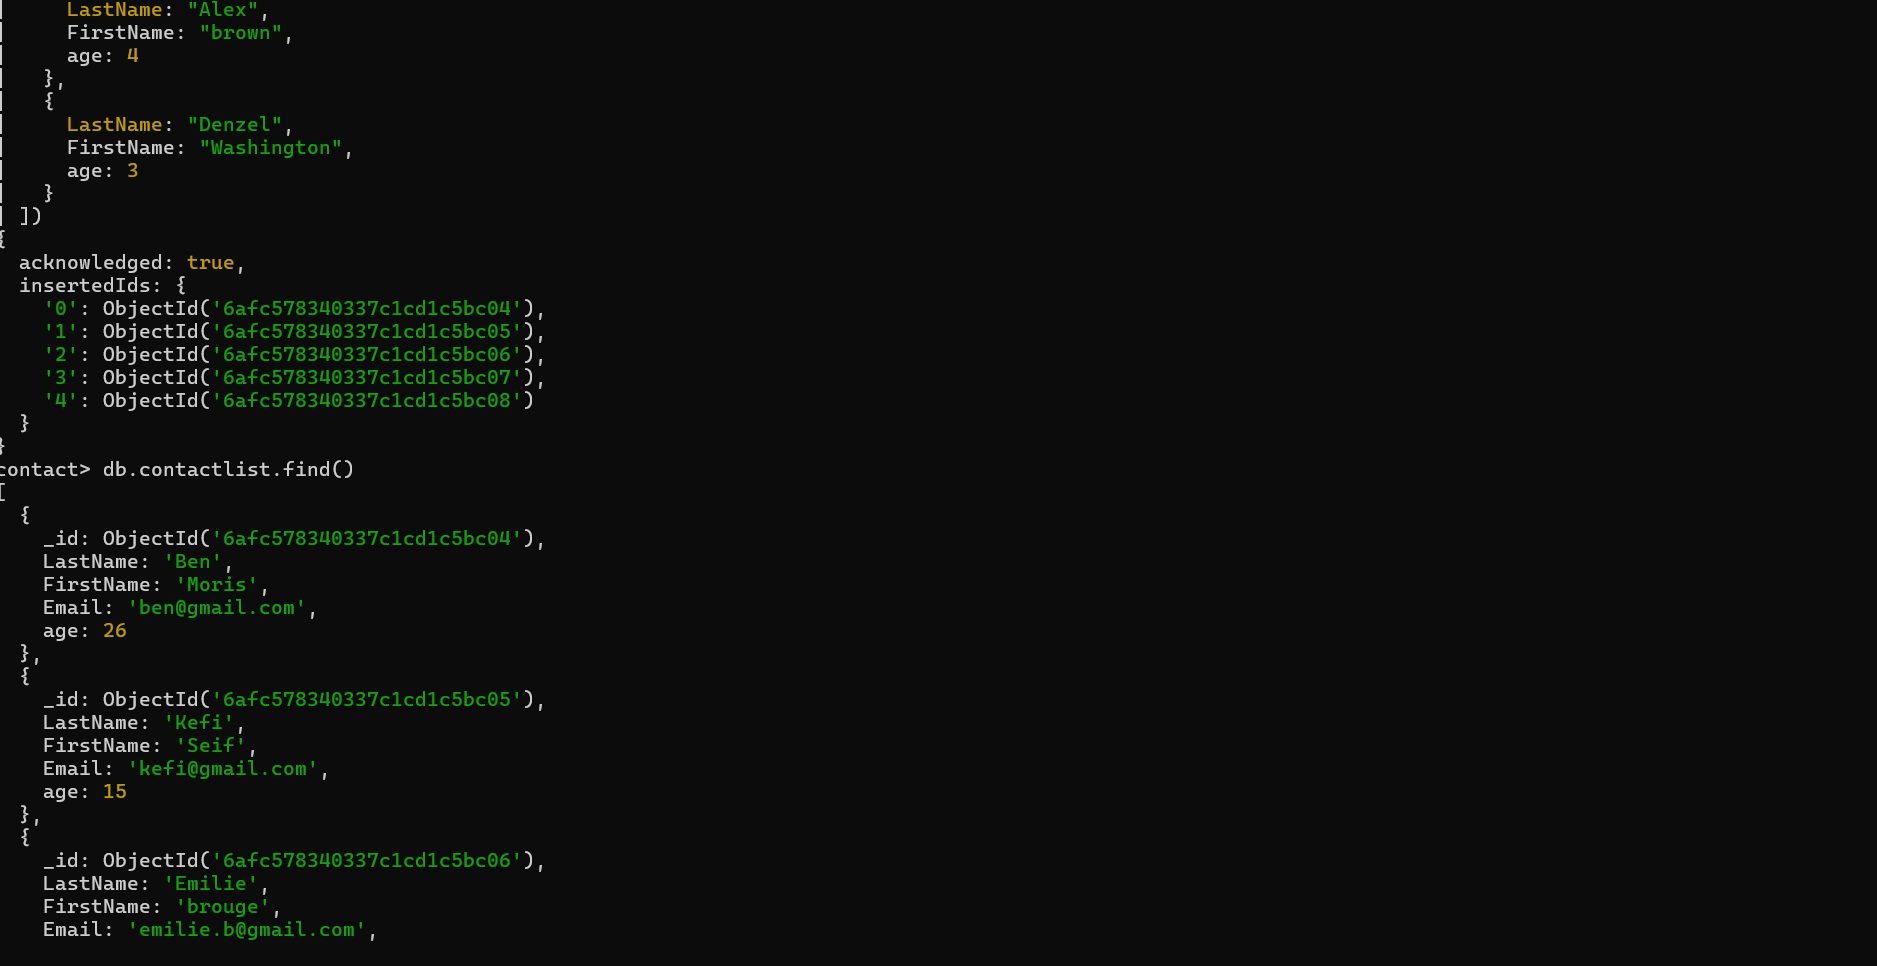 LastName: "Alex",
FirstName: "brown",
age: 4
},
{
LastName: "Denzel",
FirstName: "Washington",
age: 3
}
])
{
acknowledged: true,
insertedIds: {
'0': ObjectId('6afc578340337c1cd1c5bc04'),
'1': ObjectId('6afc578340337c1cd1c5bc05'),
'2': ObjectId('6afc578340337c1cd1c5bc06'),
'3': ObjectId('6afc578340337c1cd1c5bc07'),
'4': ObjectId('6afc578340337c1cd1c5bc08')
}
}
contact> db.contactlist.find()
[
{
_id: ObjectId('6afc578340337c1cd1c5bc04'),
LastName: 'Ben',
FirstName: 'Moris',
Email: 'ben@gmail.com',
age: 26
},
{
_id: ObjectId('6afc578340337c1cd1c5bc05'),
LastName: 'Kefi',
FirstName: 'Seif',
Email: 'kefi@gmail.com',
age: 15
},
{
_id: ObjectId('6afc578340337c1cd1c5bc06'),
LastName: 'Emilie',
FirstName: 'brouge',
Email: 'emilie.b@gmail.com',